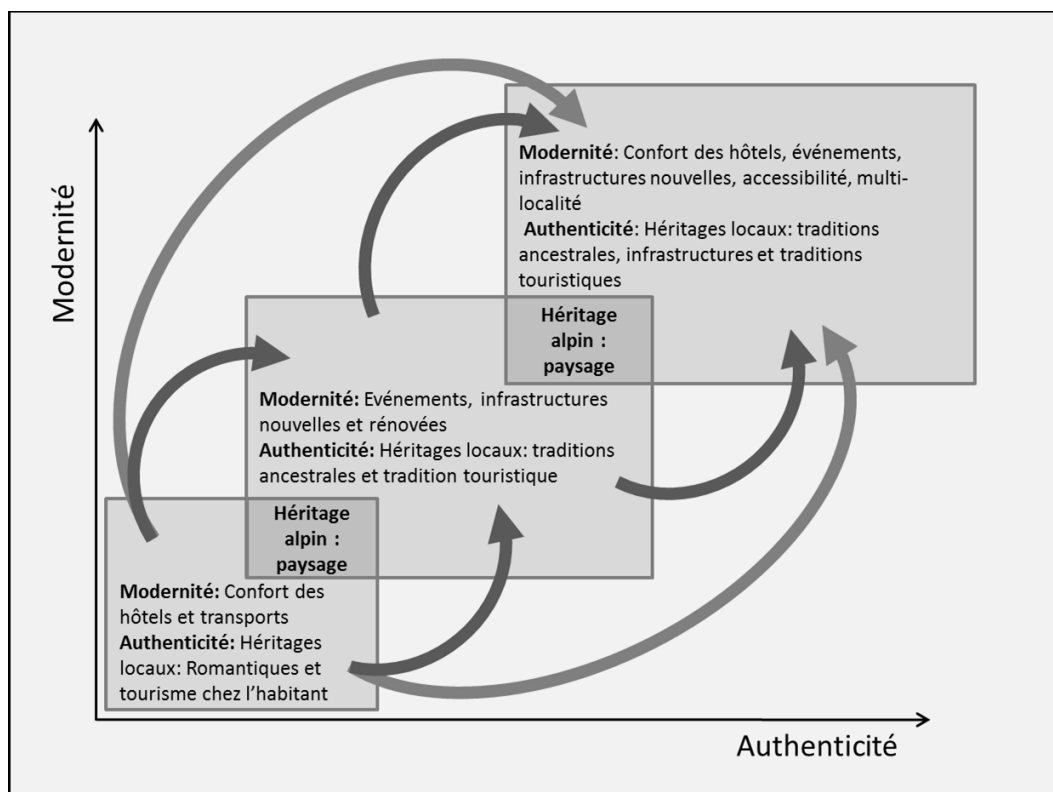 Modernité
Modernité: Confort des hôtels, événements,
infrastructures nouvelles, accessibilité, multi-
localité
Authenticité: Héritages locaux: traditions
ancestrales, infrastructures et traditions
touristiques
Héritage
alpin :
paysage
Modernité: Evénements, infrastructures
nouvelles et rénovées
Authenticité: Héritages locaux: traditions
ancestrales et tradition touristique
Héritage
alpin :
paysage
Modernité: Confort des
hôtels et transports
Authenticité: Héritages
locaux: Romantiques et
tourisme chez l'habitant
Authenticité